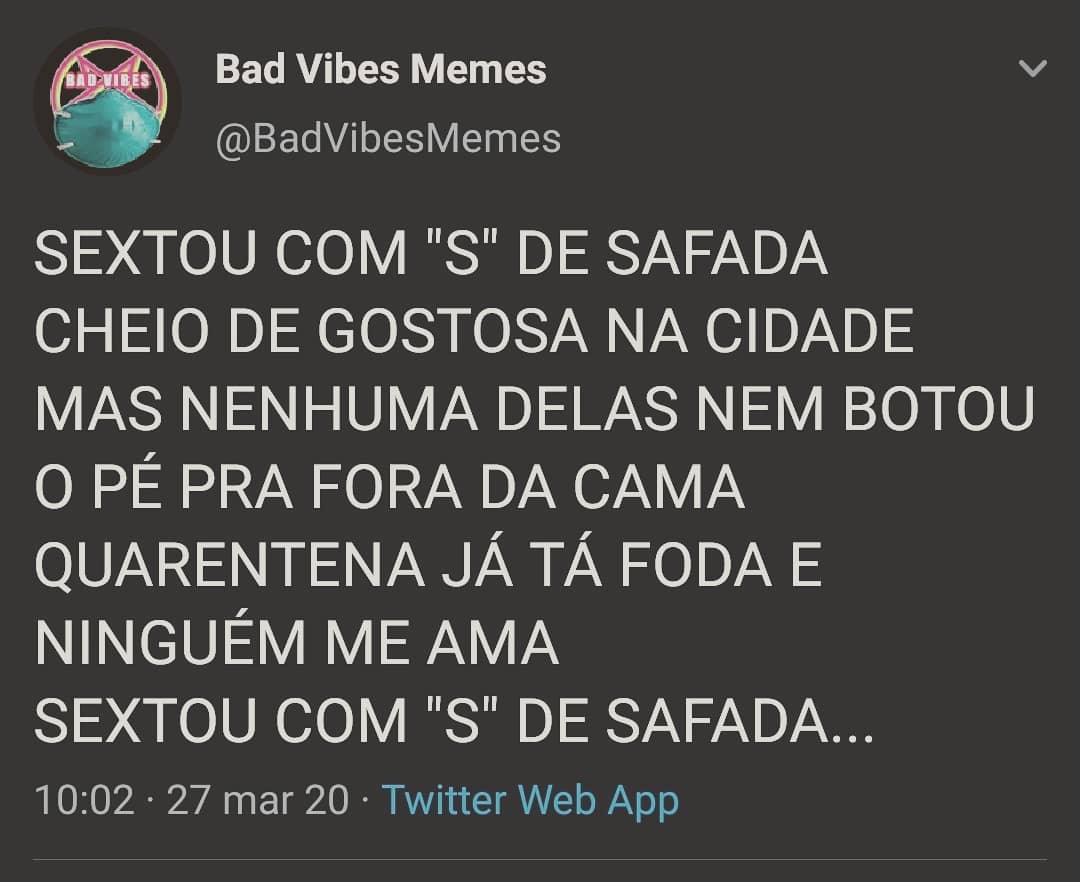 BAD VIBES
Bad Vibes Memes
@BadVibesMemes
SEXTOU COM "S" DE SAFADA
CHEIO DE GOSTOSA NA CIDADE
MAS NENHUMA DELAS NEM BOTOU
O PÉ PRA FORA DA CAMA
QUARENTENA JÁ TÁ FODA E
NINGUÉM ME AMA
SEXTOU COM "S" DE SAFADA...
10:02 · 27 mar 20 · Twitter Web App